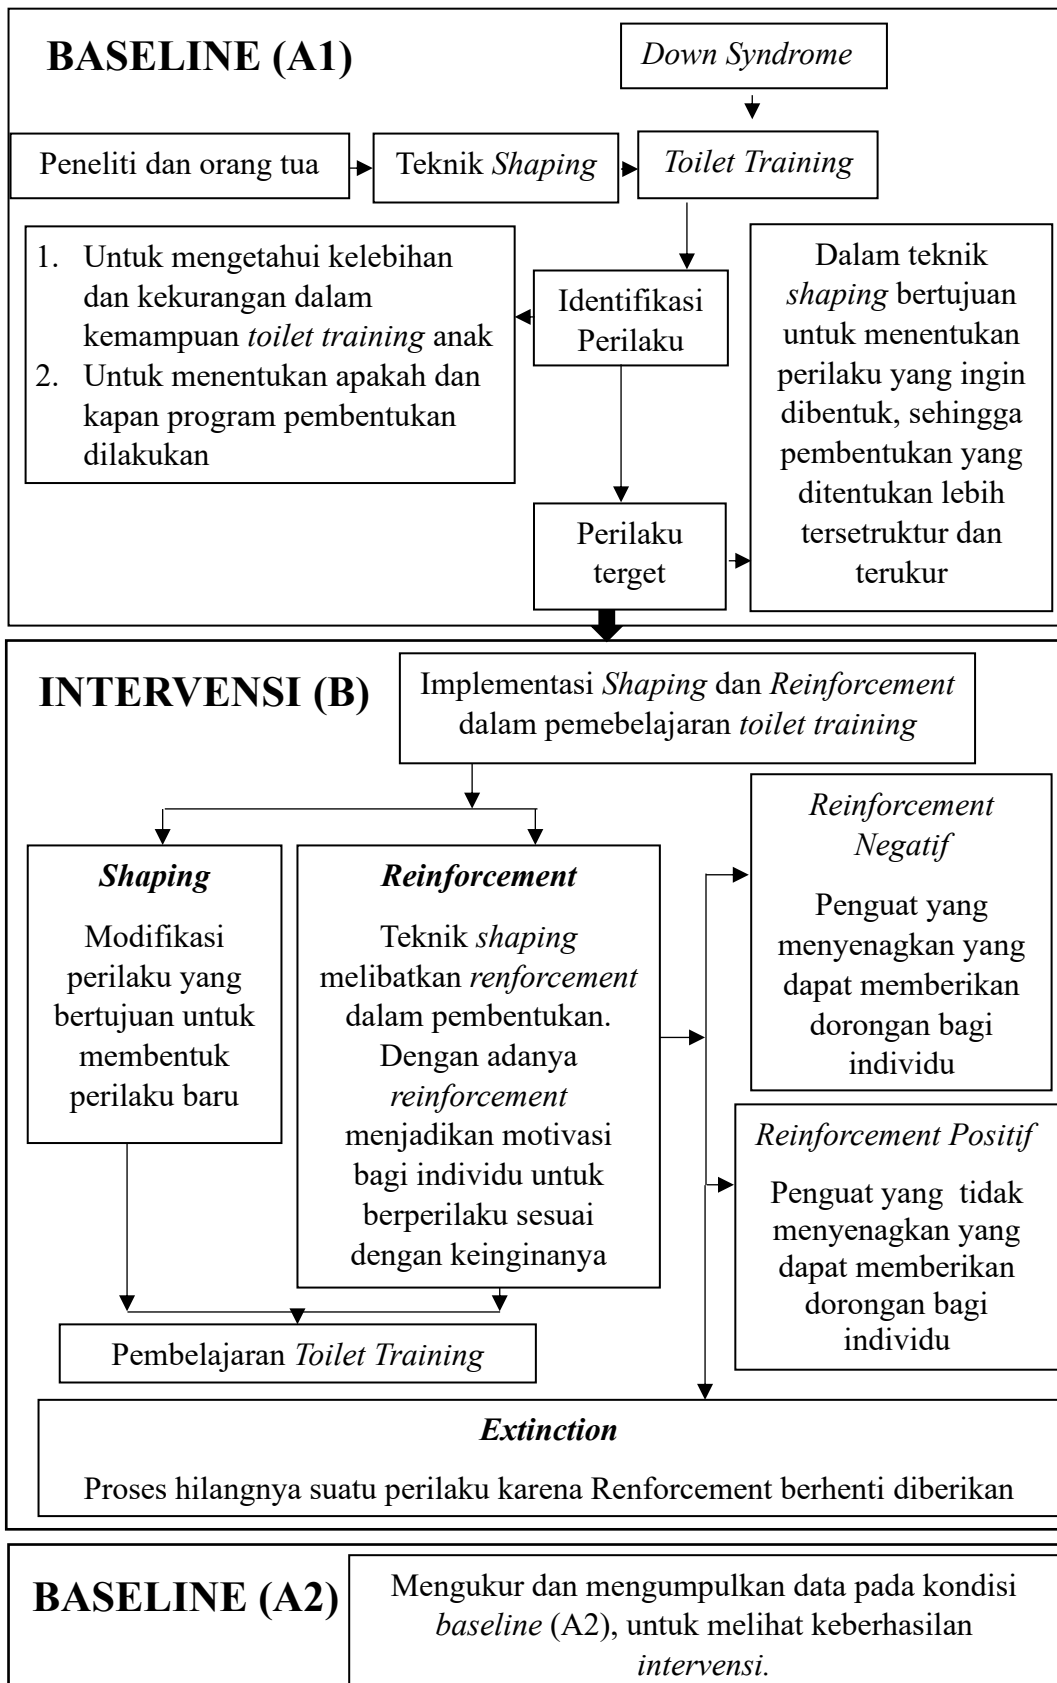 BASELINE (A1)
Down Syndrome
Peneliti dan orang tua
Teknik Shaping
Toilet Training
1. Untuk mengetahui kelebihan
dan kekurangan dalam
kemampuan toilet training anak
2. Untuk menentukan apakah dan
kapan program pembentukan
dilakukan
Identifikasi
Perilaku
Dalam teknik
shaping bertujuan
untuk menentukan
perilaku yang ingin
dibentuk, sehingga
pembentukan yang
ditentukan lebih
tersetruktur dan
terukur
Perilaku
terget
INTERVENSI (B)
Implementasi Shaping dan Reinforcement
dalam pemebelajaran toilet training
Shaping
Modifikasi
perilaku yang
bertujuan untuk
membentuk
perilaku baru
Reinforcement
Teknik shaping
melibatkan renforcement
dalam pembentukan.
Dengan adanya
reinforcement
menjadikan motivasi
bagi individu untuk
berperilaku sesuai
dengan keinginanya
Reinforcement
Negatif
Penguat yang
menyenagkan yang
dapat memberikan
dorongan bagi
individu
Reinforcement Positif
Penguat yang tidak
menyenagkan yang
dapat memberikan
dorongan bagi
individu
Pembelajaran Toilet Training
Extinction
Proses hilangnya suatu perilaku karena Renforcement berhenti diberikan
BASELINE (A2)
Mengukur dan mengumpulkan data pada kondisi
baseline (A2), untuk melihat keberhasilan
intervensi.